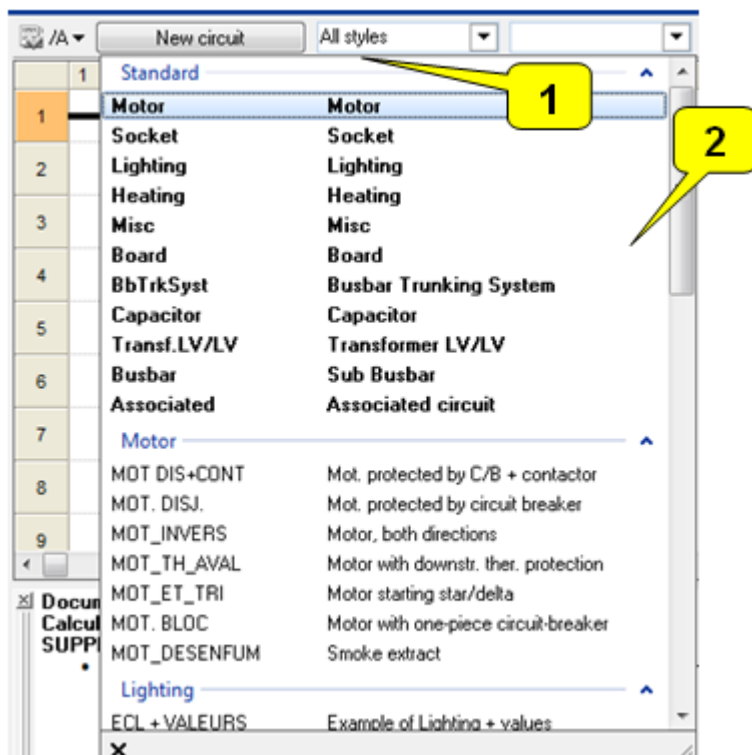 /A New circuit All styles
1 Standard
1
1 Motor Motor
2
Socket Socket
2 Lighting Lighting
Heating Heating
3 Misc Misc
Board Board
4 BbTrkSyst Busbar Trunking System
Capacitor Capacitor
5 Transf.LV/LV Transformer LV/LV
6 Busbar Sub Busbar
Associated Associated circuit
7 Motor
8 MOT DIS+CONT Mot. protected by C/B + contactor
MOT. DISJ. Mot. protected by circuit breaker
9 MOT_INVERS Motor, both directions
MOT_TH_AVAL Motor with downstr. ther. protection
MOT_ET_TRI Motor starting star/delta
MOT. BLOC Motor with one-piece circuit-breaker
MOT_DESENFUM Smoke extract
Lighting
ECL + VALEURS Example of Lighting + values
Docum
Calcul
SUPPI